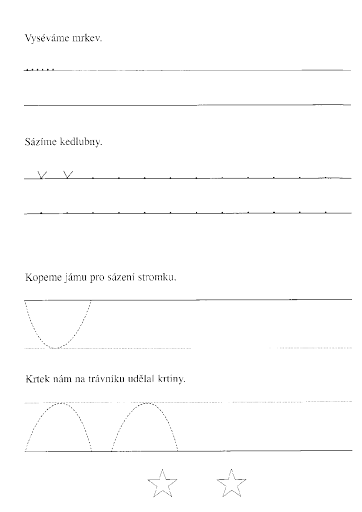 Vyséváme mrkev.
Sázíme kedlubny.
Kopeme jámu pro sázení stromku.
Krtek nám na trávníku udělal krtiny.